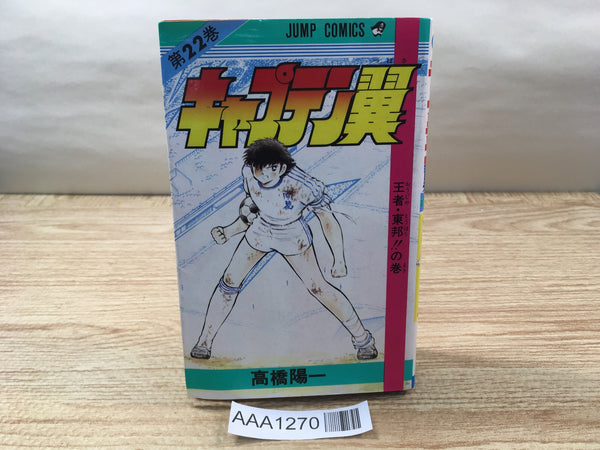 JUMP COMICS
第22巻
キャプテン翼
王者・東邦!!の巻
高橋陽一
AAA1270